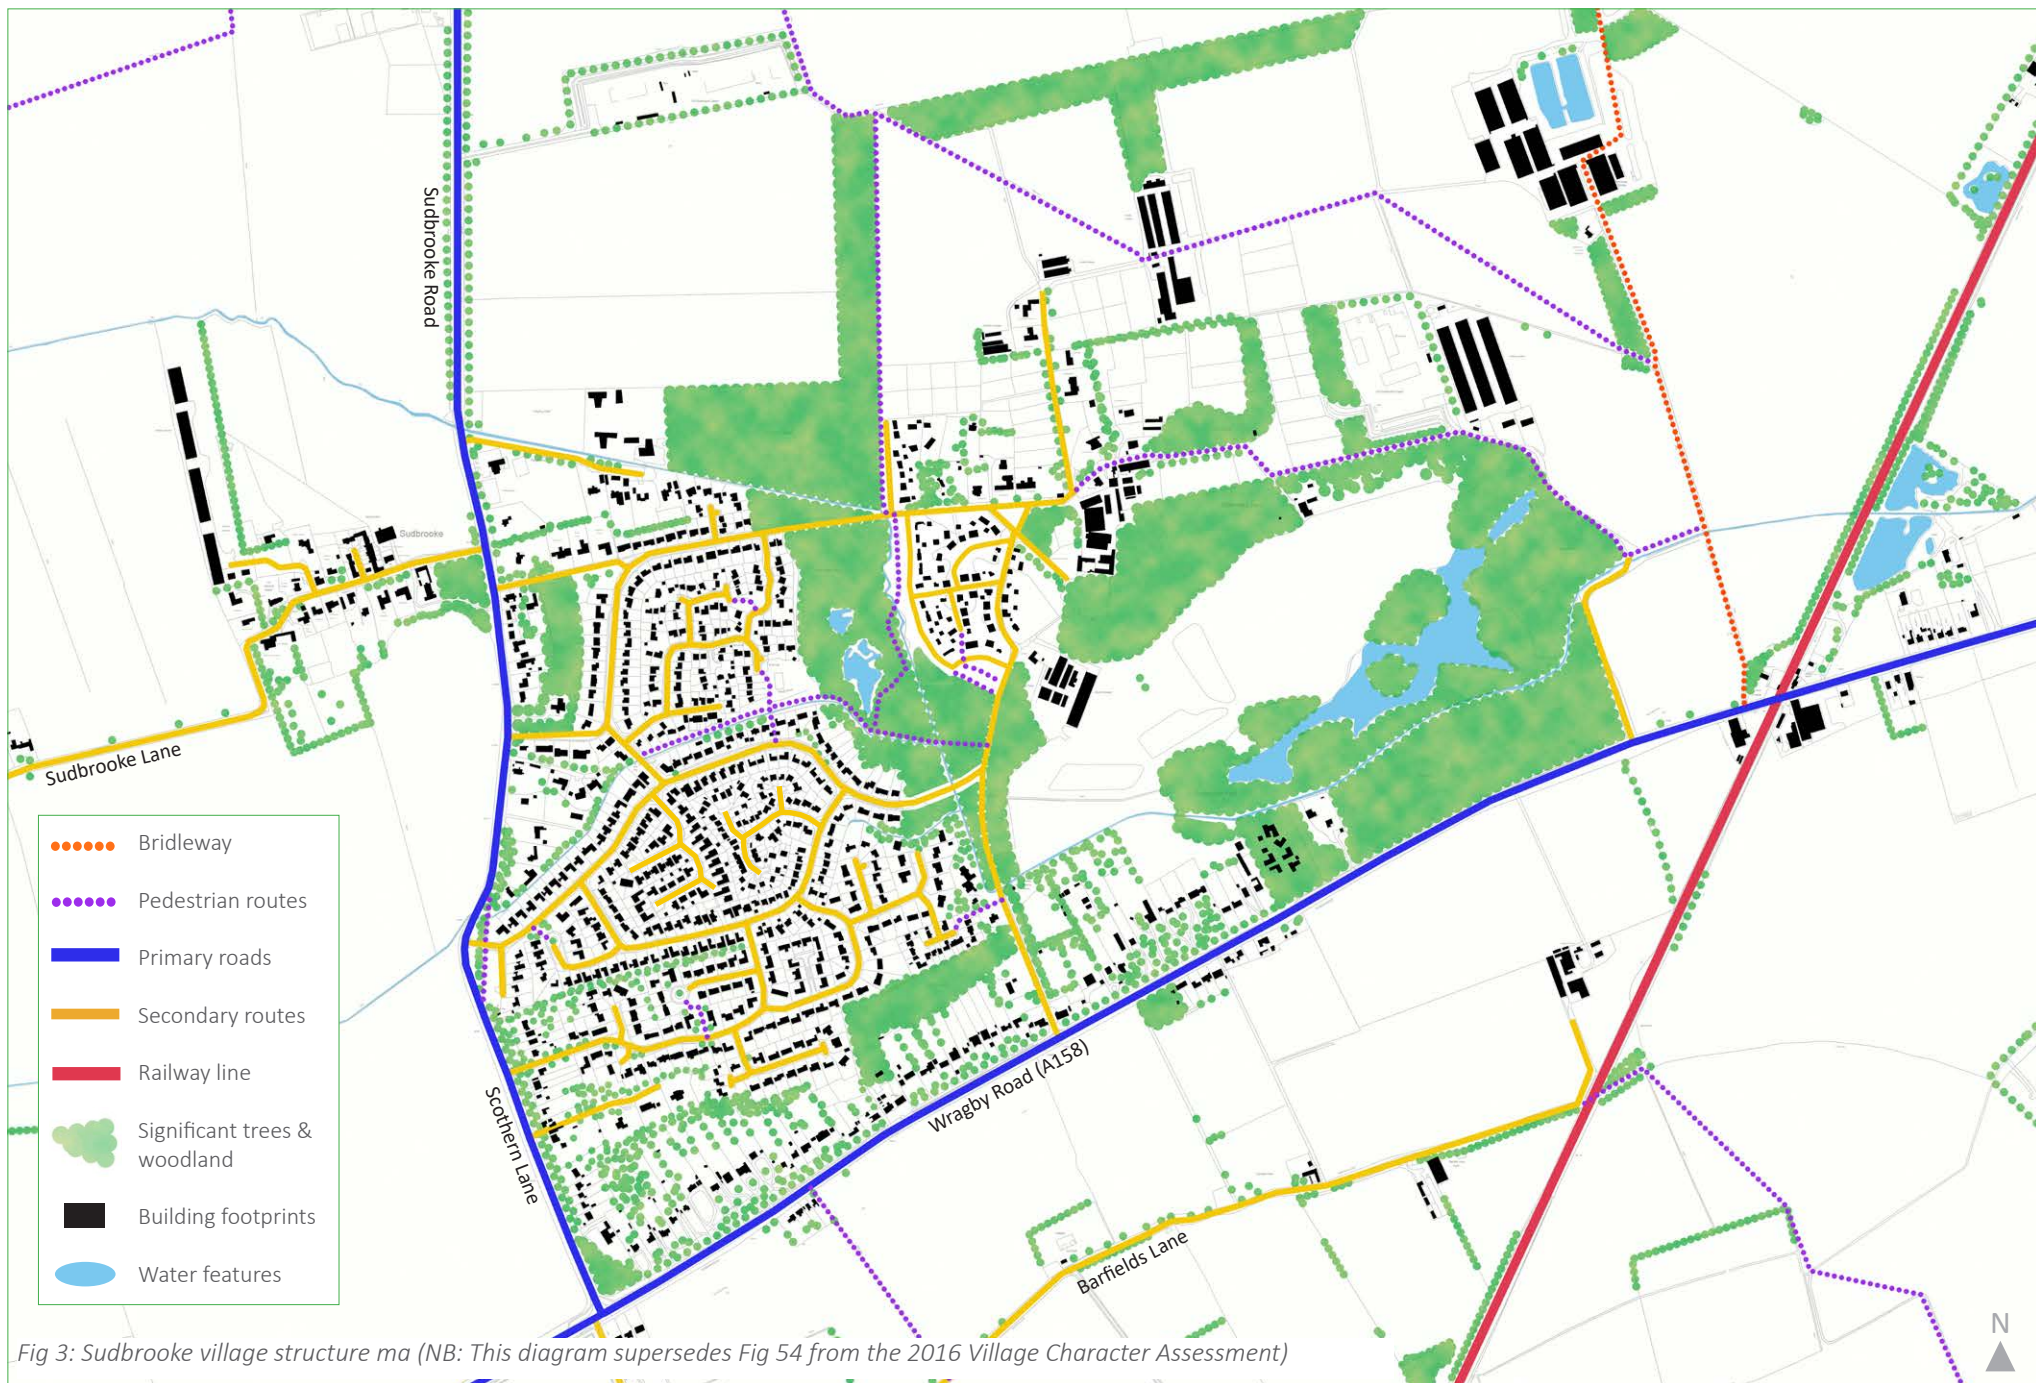 Sudbrooke Road
Sudbrooke
Sudbrooke Lane
Bridleway
Pedestrian routes
Primary roads
Secondary routes
Railway line
Significant trees &
woodland
Building footprints
Water features
Scothern Lane
Wragby Road (A158)
Barfields Lane
N
Fig 3: Sudbrooke village structure ma (NB: This diagram supersedes Fig 54 from the 2016 Village Character Assessment)